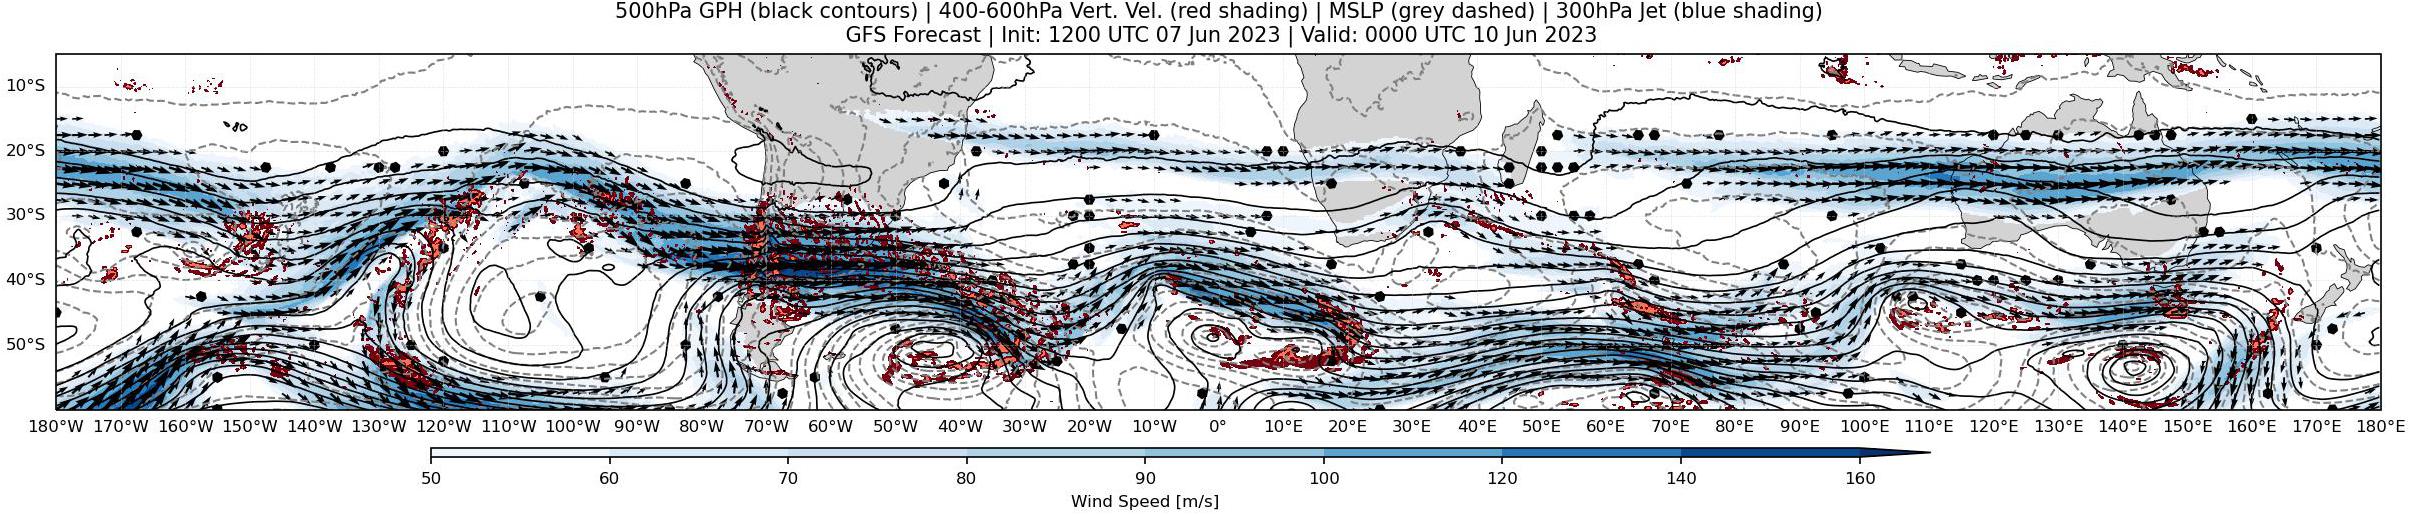 500hPa GPH (black contours) | 400-600hPa Vert. Vel. (red shading) | MSLP (grey dashed) | 300hPa Jet (blue shading)
GFS Forecast | Init: 1200 UTC 07 Jun 2023 | Valid: 0000 UTC 10 Jun 2023
10°S
20°S
30°S
40°S
50°S
180°W 170°W 160°W 150°W 140°W 130°W 120°W 110°W 100°W 90°W 80°W 70°W 60°W 50°W 40°W 30°W 20°W 10°W 0° 10°E 20°E 30°E 40°E 50°E 60°E 70°E 80°E 90°E 100°E 110°E 120°E 130°E 140°E 150°E 160°E 170°E 180°E
50 60 70 80 90 100 120 140 160
Wind Speed [m/s]